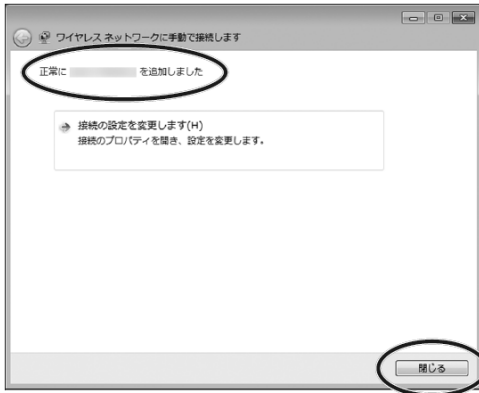 ワイヤレス ネットワークに手動で接続します
正常に を追加しました
接続の設定を変更します(H)
接続のプロパティを開き、設定を変更します。
閉じる